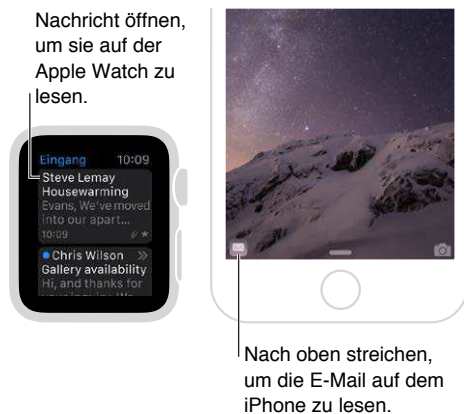 Nachricht öffnen,
um sie auf der
Apple Watch zu
lesen.
Eingang 10:09
Steve Lemay
Housewarming
Evans, We've moved
into our apart...
10:09
Chris Wilson
Gallery availability
Hi, and thanks for
Nach oben streichen,
um die E-Mail auf dem
iPhone zu lesen.